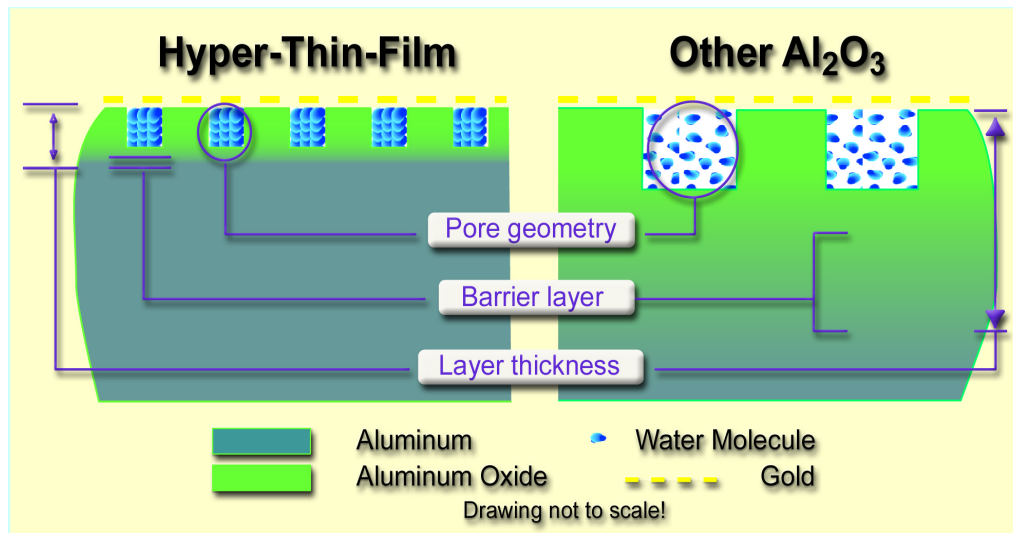 Hyper-Thin-Film
Other Al₂O₃
Pore geometry
Barrier layer
Layer thickness
Aluminum
Water Molecule
Aluminum Oxide
Gold
Drawing not to scale!